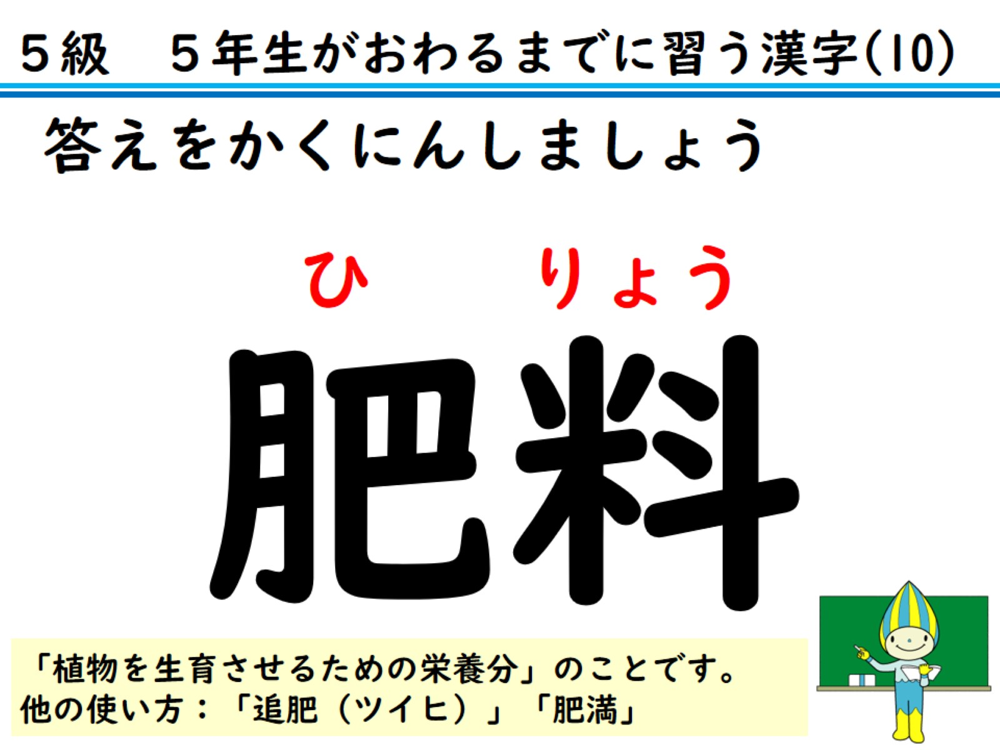 ５級　５年生がおわるまでに習う漢字(10)
答えをかくにんしましょう
ひ　りょう
肥料
「植物を生育させるための栄養分」のことです。
他の使い方：「追肥（ツイヒ）」「肥満」